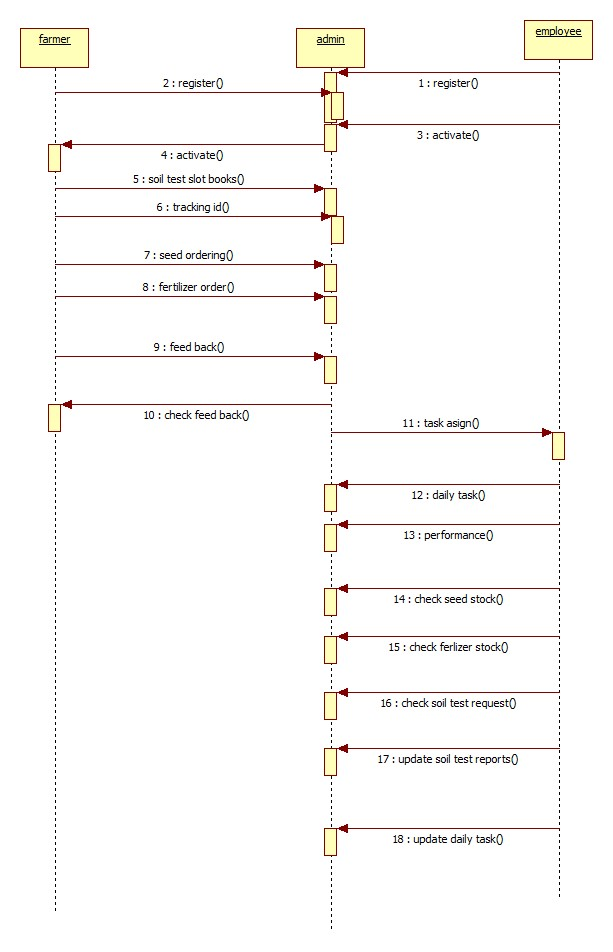 farmer
admin
employee
2 : register()
1 : register()
3 : activate()
4 : activate()
5 : soil test slot books()
6 : tracking id()
7 : seed ordering()
8 : fertilizer order()
9 : feed back()
10 : check feed back()
11 : task asign()
12 : daily task()
13 : performance()
14 : check seed stock()
15 : check ferlizer stock()
16 : check soil test request()
17 : update soil test reports()
18 : update daily task()